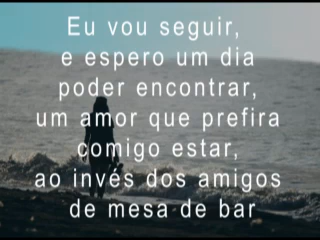 Eu vou seguir,
e espero um dia
poder encontrar,
um amor que prefira
comigo estar,
ao invés dos amigos
de mesa de bar